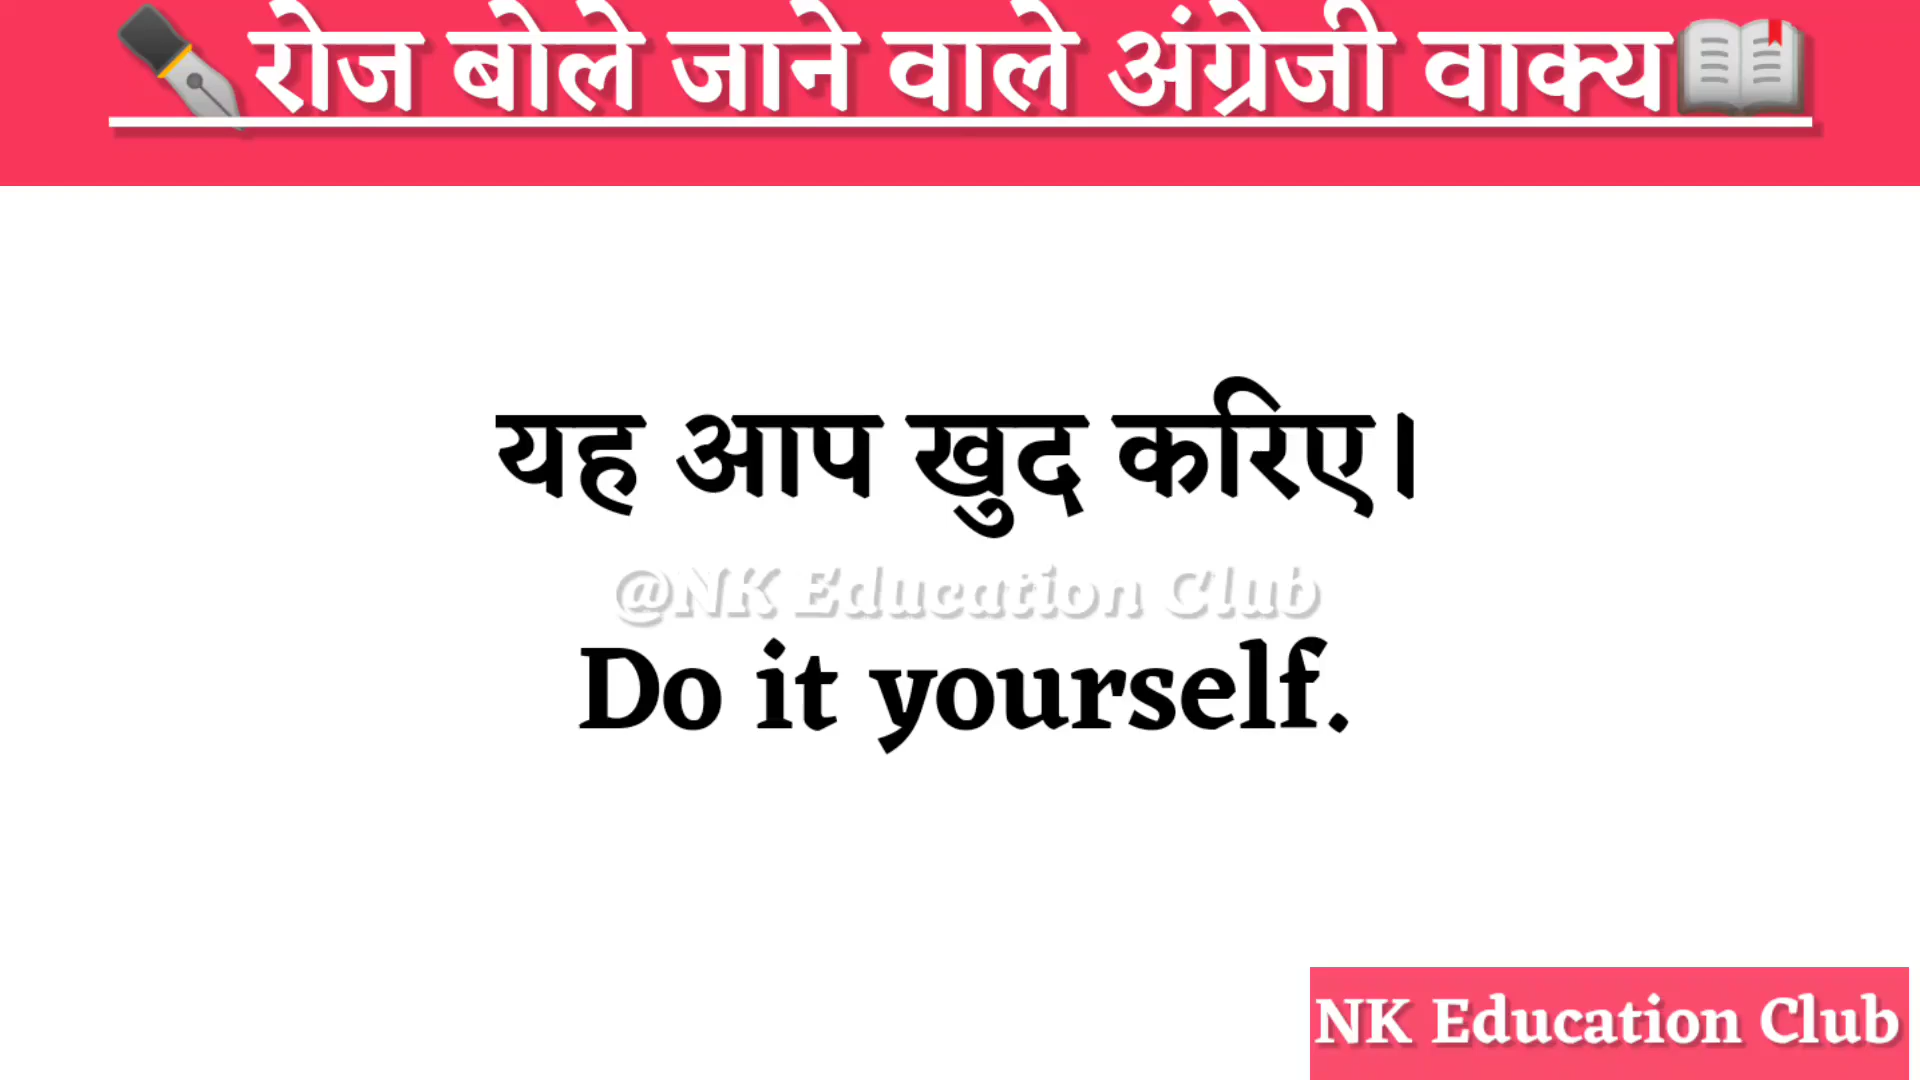 रोज बोले जाने वाले अंग्रेजी वाक्य
यह आप खुद करिए।
@NK Education Club
Do it yourself.
NK Education Club